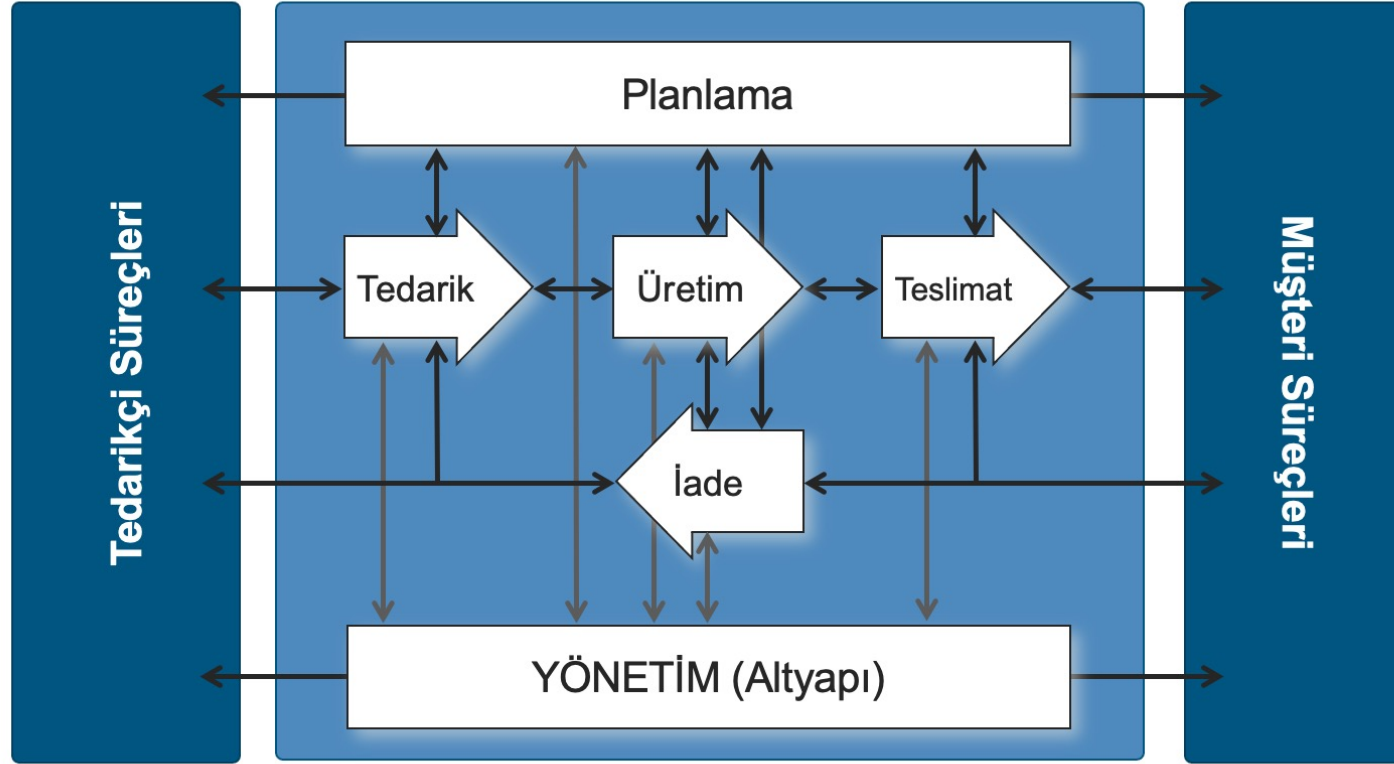 Tedarikçi Süreçleri
Planlama
Tedarik
Üretim
Teslimat
İade
YÖNETİM (Altyapı)
Müşteri Süreçleri